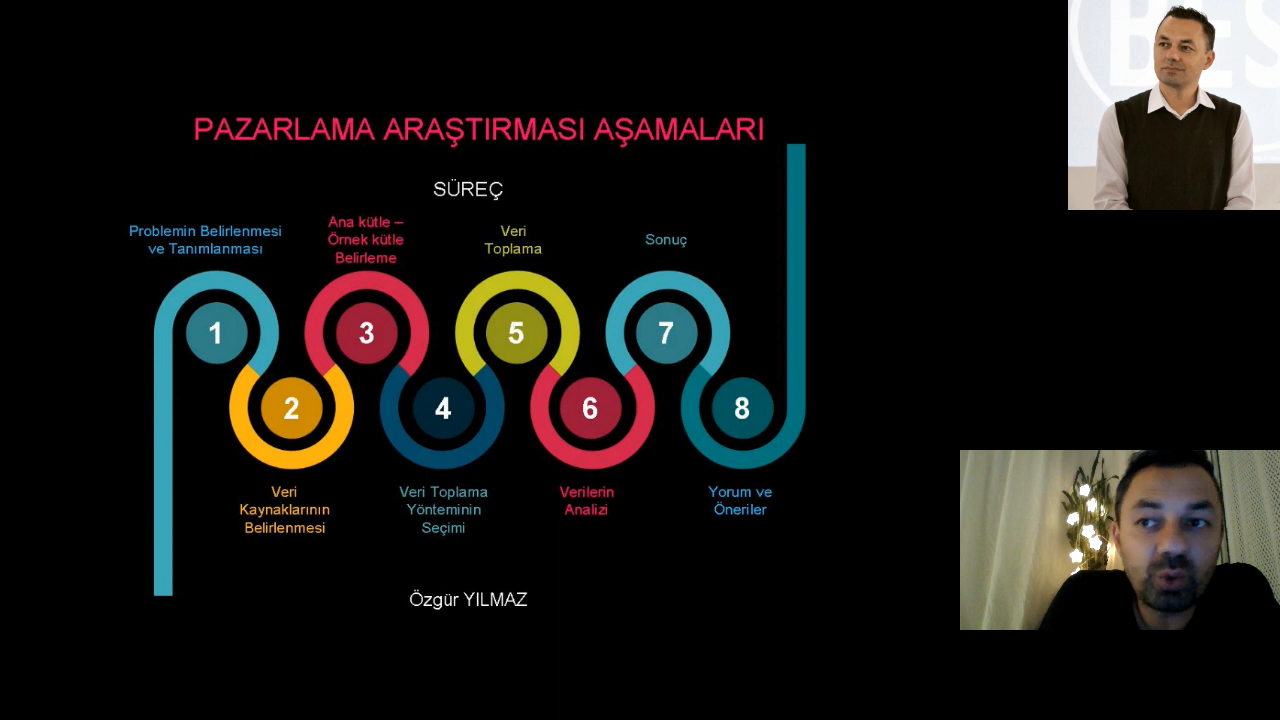 PAZARLAMA ARAŞTIRMASI AŞAMALARI
SÜREÇ
Problemin Belirlenmesi
ve Tanımlanması
Ana kütle –
Örnek kütle
Belirleme
Veri
Toplama
Sonuç
1
3
5
7
2
4
6
8
Veri
Kaynaklarının
Belirlenmesi
Veri Toplama
Yönteminin
Seçimi
Verilerin
Analizi
Yorum ve
Öneriler
Özgür YILMAZ